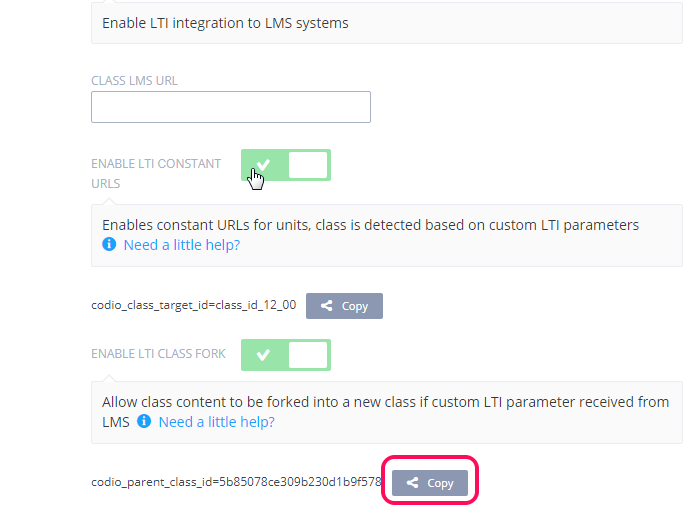 Enable LTI integration to LMS systems
CLASS LMS URL
ENABLE LTI CONSTANT
URLS
Enables constant URLs for units, class is detected based on custom LTI parameters
Need a little help?
codio_class_target_id=class_id_12_00 Copy
ENABLE LTI CLASS FORK
Allow class content to be forked into a new class if custom LTI parameter received from
LMS Need a little help?
codio_parent_class_id=5b85078ce309b230d1b9f578 Copy